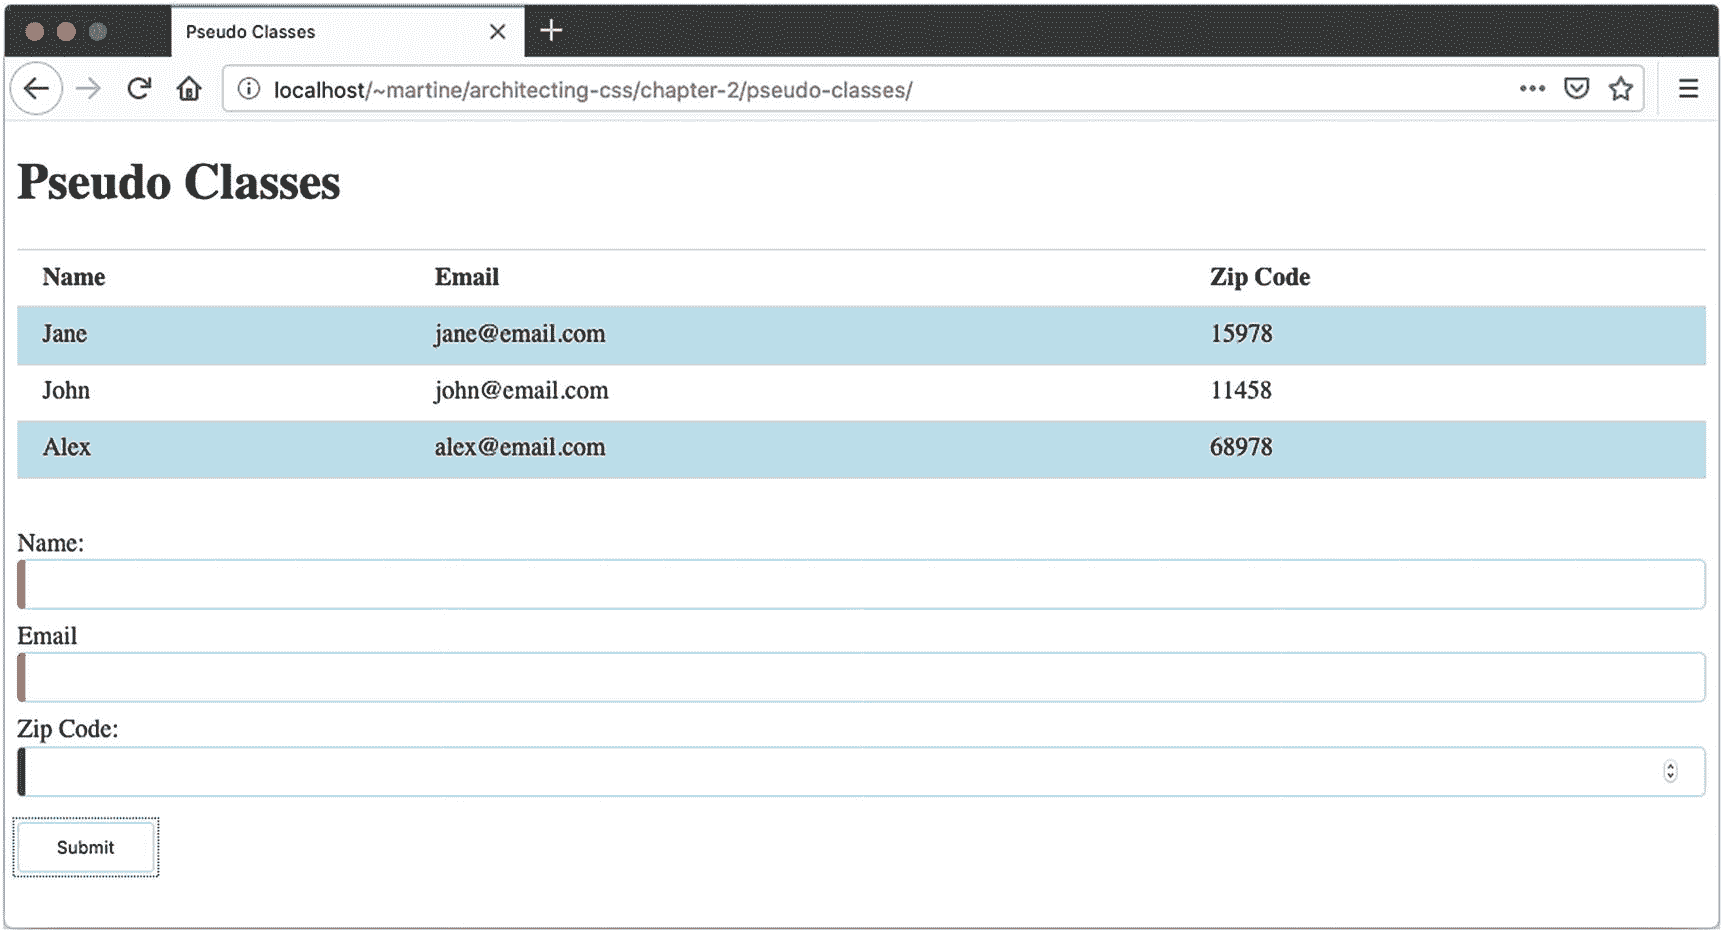 Pseudo Classes
localhost/~martine/architecting-css/chapter-2/pseudo-classes/
Pseudo Classes
Name Email Zip Code
Jane jane@email.com 15978
John john@email.com 11458
Alex alex@email.com 68978
Name:
Email
Zip Code:
Submit